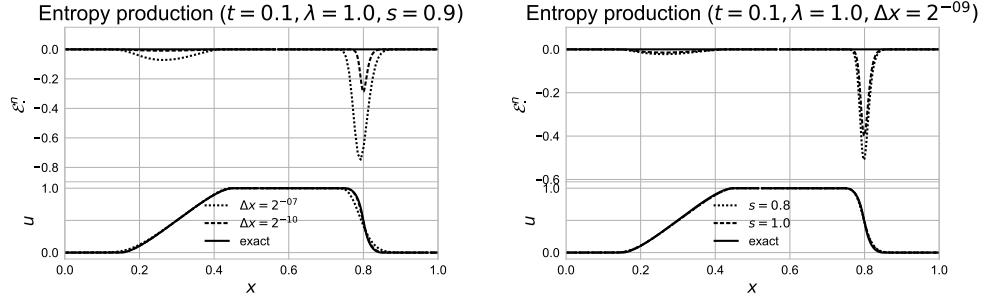 Entropy production (t = 0.1, λ = 1.0, s = 0.9)
0.0
−0.2
−0.4
−0.6
−0.8
ℰⁿ.
1.0
0.0
u
Δx = 2⁻⁰⁷
Δx = 2⁻¹⁰
exact
0.0 0.2 0.4 0.6 0.8 1.0
x
Entropy production (t = 0.1, λ = 1.0, Δx = 2⁻⁰⁹)
0.0
−0.2
−0.4
−0.6
ℰⁿ.
1.0
0.0
u
s = 0.8
s = 1.0
exact
0.0 0.2 0.4 0.6 0.8 1.0
x